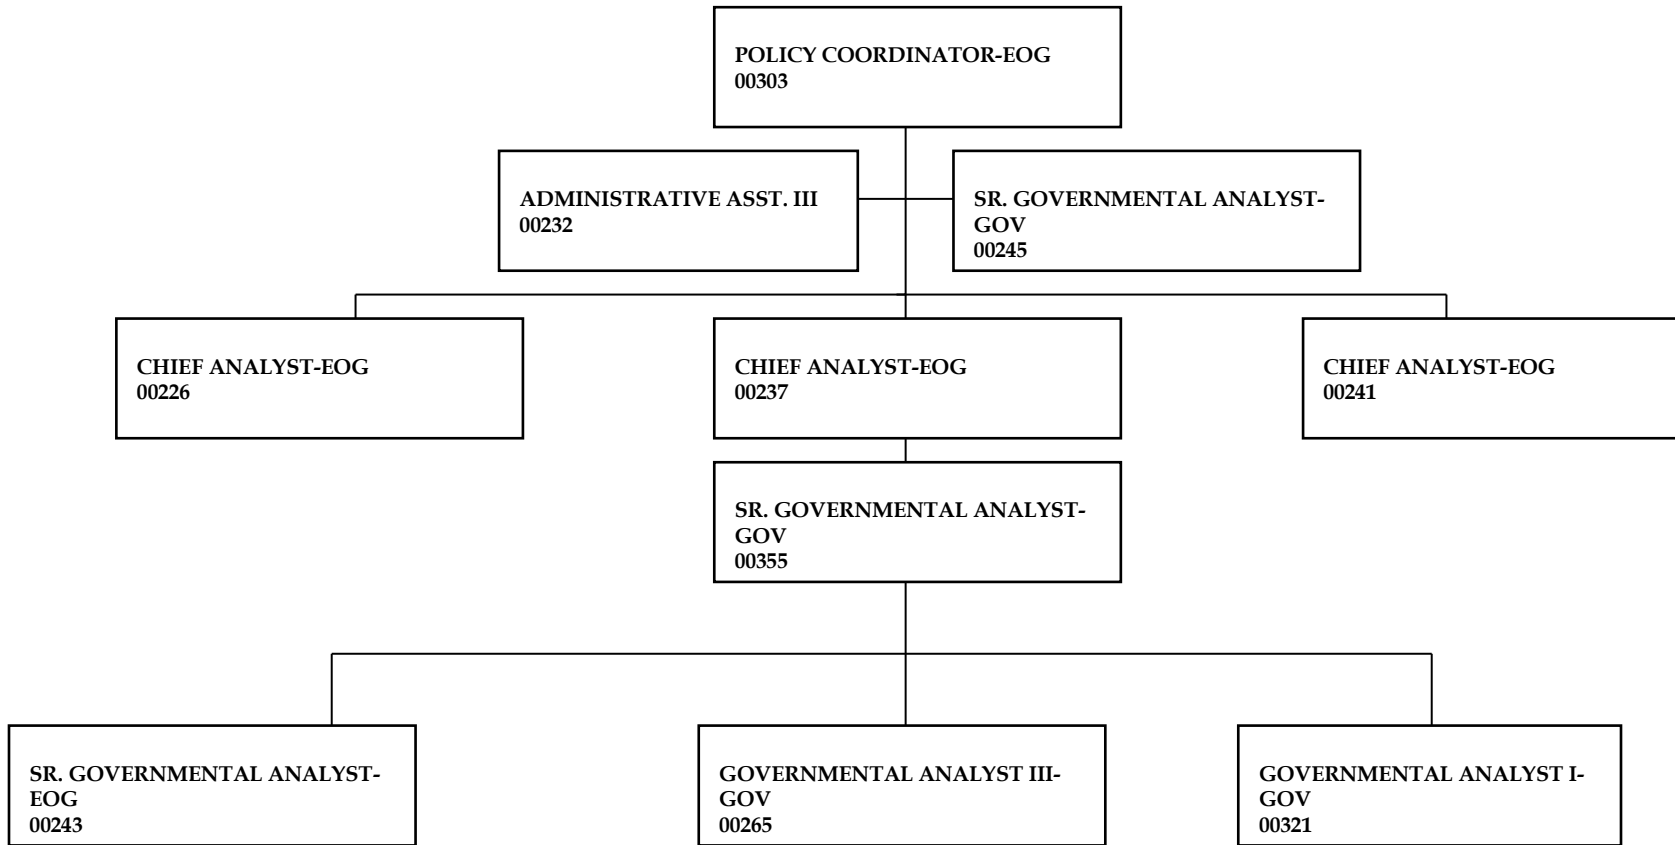 POLICY COORDINATOR-EOG
00303
ADMINISTRATIVE ASST. III
00232
SR. GOVERNMENTAL ANALYST-
GOV
00245
CHIEF ANALYST-EOG
00226
CHIEF ANALYST-EOG
00237
CHIEF ANALYST-EOG
00241
SR. GOVERNMENTAL ANALYST-
GOV
00355
SR. GOVERNMENTAL ANALYST-
EOG
00243
GOVERNMENTAL ANALYST III-
GOV
00265
GOVERNMENTAL ANALYST I-
GOV
00321